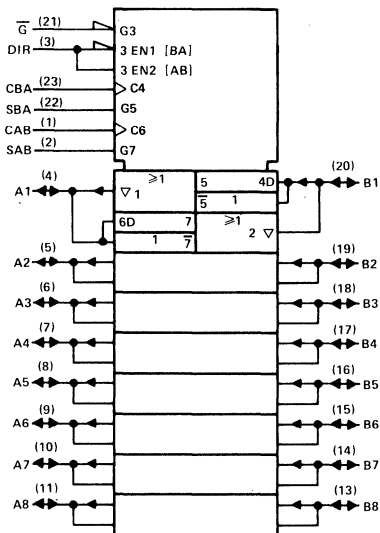 G̅ (21) G3
DIR (3) 3 EN1 [BA]
3 EN2 [AB]
CBA (23) C4
SBA (22) G5
CAB (1) C6
SAB (2) G7
A1 (4) ≥1 ▽ 1 5 4D (20) B1
5̅ 1
6D 7 ≥1
1 7̅ 2 ▽
A2 (5) (19) B2
A3 (6) (18) B3
A4 (7) (17) B4
A5 (8) (16) B5
A6 (9) (15) B6
A7 (10) (14) B7
A8 (11) (13) B8